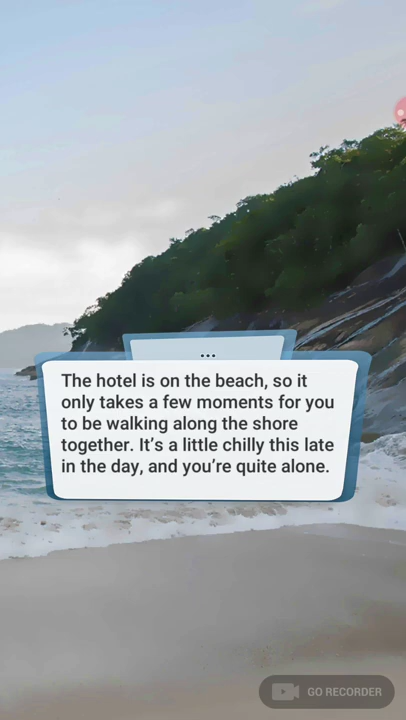 ...
The hotel is on the beach, so it
only takes a few moments for you
to be walking along the shore
together. It’s a little chilly this late
in the day, and you’re quite alone.
GO RECORDER